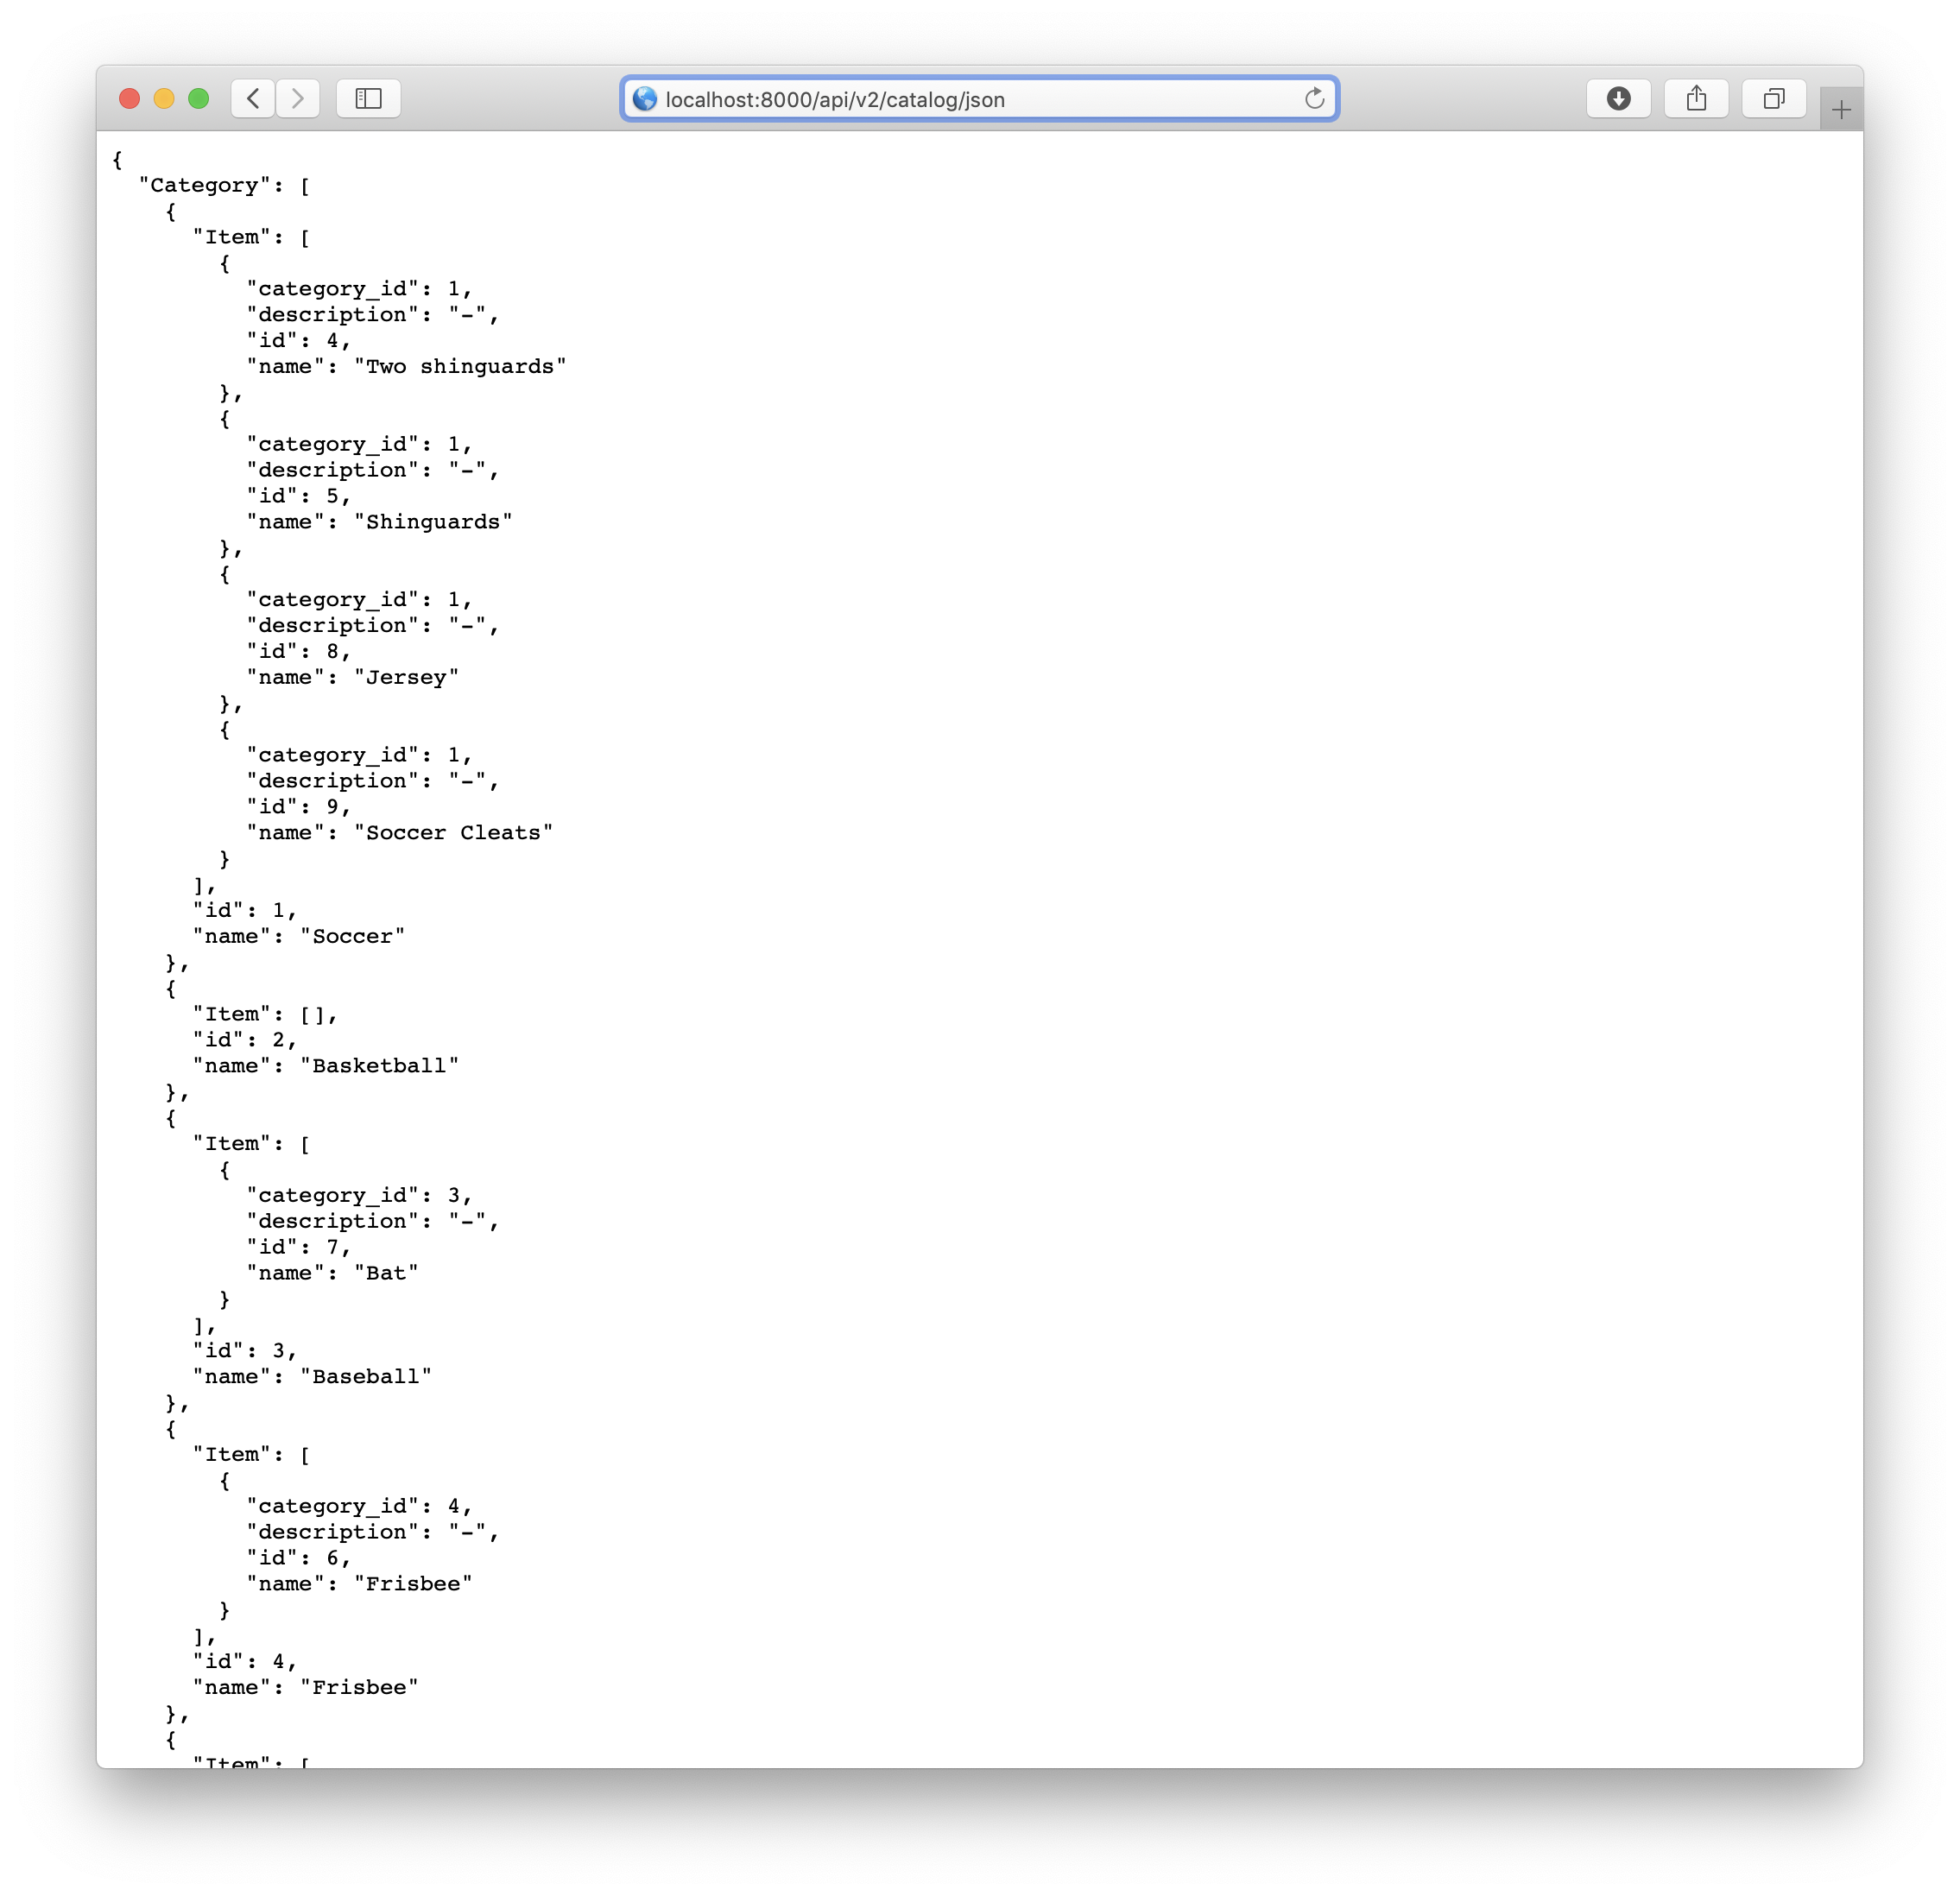 localhost:8000/api/v2/catalog/json
{
  "Category": [
    {
      "Item": [
        {
          "category_id": 1,
          "description": "-",
          "id": 4,
          "name": "Two shinguards"
        },
        {
          "category_id": 1,
          "description": "-",
          "id": 5,
          "name": "Shinguards"
        },
        {
          "category_id": 1,
          "description": "-",
          "id": 8,
          "name": "Jersey"
        },
        {
          "category_id": 1,
          "description": "-",
          "id": 9,
          "name": "Soccer Cleats"
        }
      ],
      "id": 1,
      "name": "Soccer"
    },
    {
      "Item": [],
      "id": 2,
      "name": "Basketball"
    },
    {
      "Item": [
        {
          "category_id": 3,
          "description": "-",
          "id": 7,
          "name": "Bat"
        }
      ],
      "id": 3,
      "name": "Baseball"
    },
    {
      "Item": [
        {
          "category_id": 4,
          "description": "-",
          "id": 6,
          "name": "Frisbee"
        }
      ],
      "id": 4,
      "name": "Frisbee"
    },
    {
      "Item": [